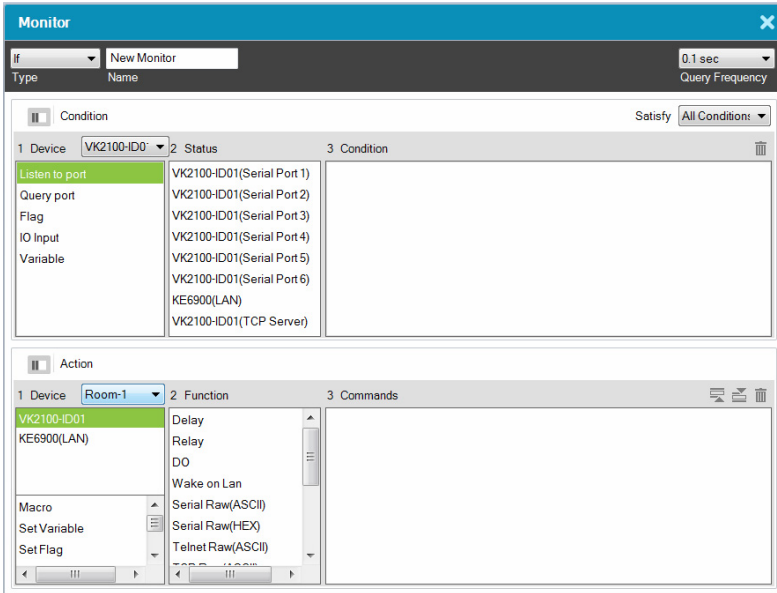 Monitor
If New Monitor 0.1 sec
Type Name Query Frequency
Condition Satisfy All Condition:
1 Device VK2100-ID0 2 Status 3 Condition
Listen to port VK2100-ID01(Serial Port 1)
Query port VK2100-ID01(Serial Port 2)
Flag VK2100-ID01(Serial Port 3)
IO Input VK2100-ID01(Serial Port 4)
Variable VK2100-ID01(Serial Port 5)
VK2100-ID01(Serial Port 6)
KE6900(LAN)
VK2100-ID01(TCP Server)
Action
1 Device Room-1 2 Function 3 Commands
VK2100-ID01 Delay
KE6900(LAN) Relay
DO
Wake on Lan
Macro Serial Raw(ASCII)
Set Variable Serial Raw(HEX)
Set Flag Telnet Raw(ASCII)